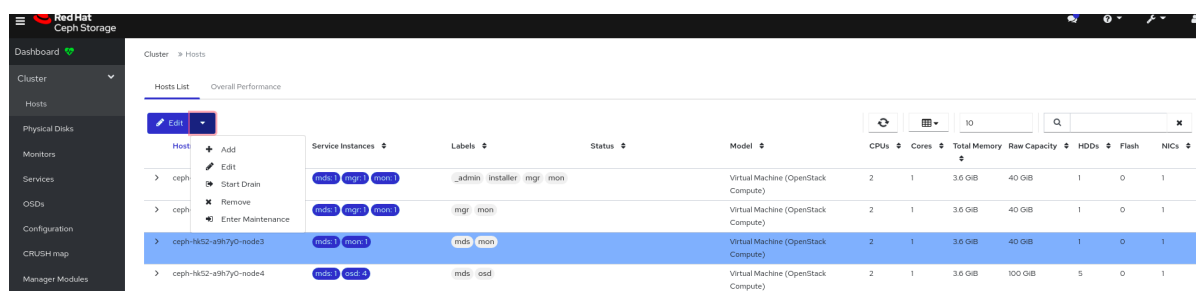 Red Hat
Ceph Storage
Dashboard
Cluster
Hosts
Physical Disks
Monitors
Services
OSDs
Configuration
CRUSH map
Manager Modules
Cluster » Hosts
Hosts List Overall Performance
Edit
10
Add
Edit
Start Drain
Remove
Enter Maintenance
Service Instances Labels Status Model CPUs Cores Total Memory Raw Capacity HDDs Flash NICs
ceph- mds: 1 mgr: 1 mon: 1 _admin installer mgr mon Virtual Machine (OpenStack Compute) 2 1 3.6 GiB 40 GiB 1 0 1
ceph- mds: 1 mgr: 1 mon: 1 mgr mon Virtual Machine (OpenStack Compute) 2 1 3.6 GiB 40 GiB 1 0 1
ceph-hk52-a9h7y0-node3 mds: 1 mon: 1 mds mon Virtual Machine (OpenStack Compute) 2 1 3.6 GiB 40 GiB 1 0 1
ceph-hk52-a9h7y0-node4 mds: 1 osd: 4 mds osd Virtual Machine (OpenStack Compute) 2 1 3.6 GiB 100 GiB 5 0 1